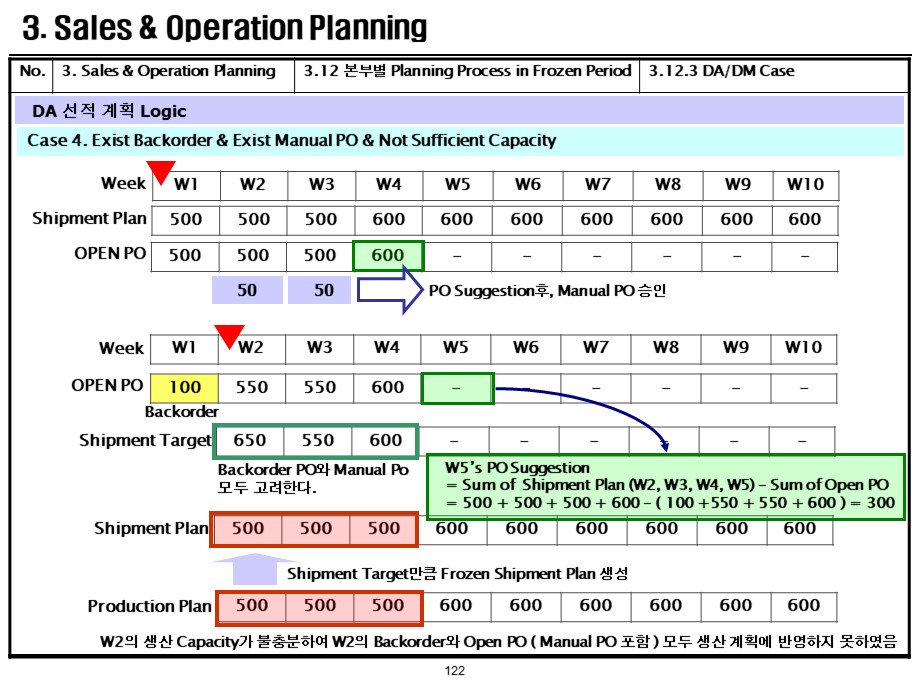 3. Sales & Operation Planning
No. 3. Sales & Operation Planning 3.12 본부별 Planning Process in Frozen Period 3.12.3 DA/DM Case
DA 선적 계획 Logic
Case 4. Exist Backorder & Exist Manual PO & Not Sufficient Capacity
Week W1 W2 W3 W4 W5 W6 W7 W8 W9 W10
Shipment Plan 500 500 500 600 600 600 600 600 600 600
OPEN PO 500 500 500 600 – – – – – –
50 50 PO Suggestion후, Manual PO 승인
Week W1 W2 W3 W4 W5 W6 W7 W8 W9 W10
OPEN PO 100 550 550 600 – – – – – –
Backorder
Shipment Target 650 550 600 – – – – – –
Backorder PO와 Manual Po
모두 고려한다.
W5's PO Suggestion
= Sum of Shipment Plan (W2, W3, W4, W5) – Sum of Open PO
= 500 + 500 + 500 + 600 – ( 100 +550 + 550 + 600 ) = 300
Shipment Plan 500 500 500 600 600 600 600 600 600
Shipment Target만큼 Frozen Shipment Plan 생성
Production Plan 500 500 500 600 600 600 600 600 600
W2의 생산 Capacity가 불충분하여 W2의 Backorder와 Open PO ( Manual PO 포함 ) 모두 생산 계획에 반영하지 못하였음
122